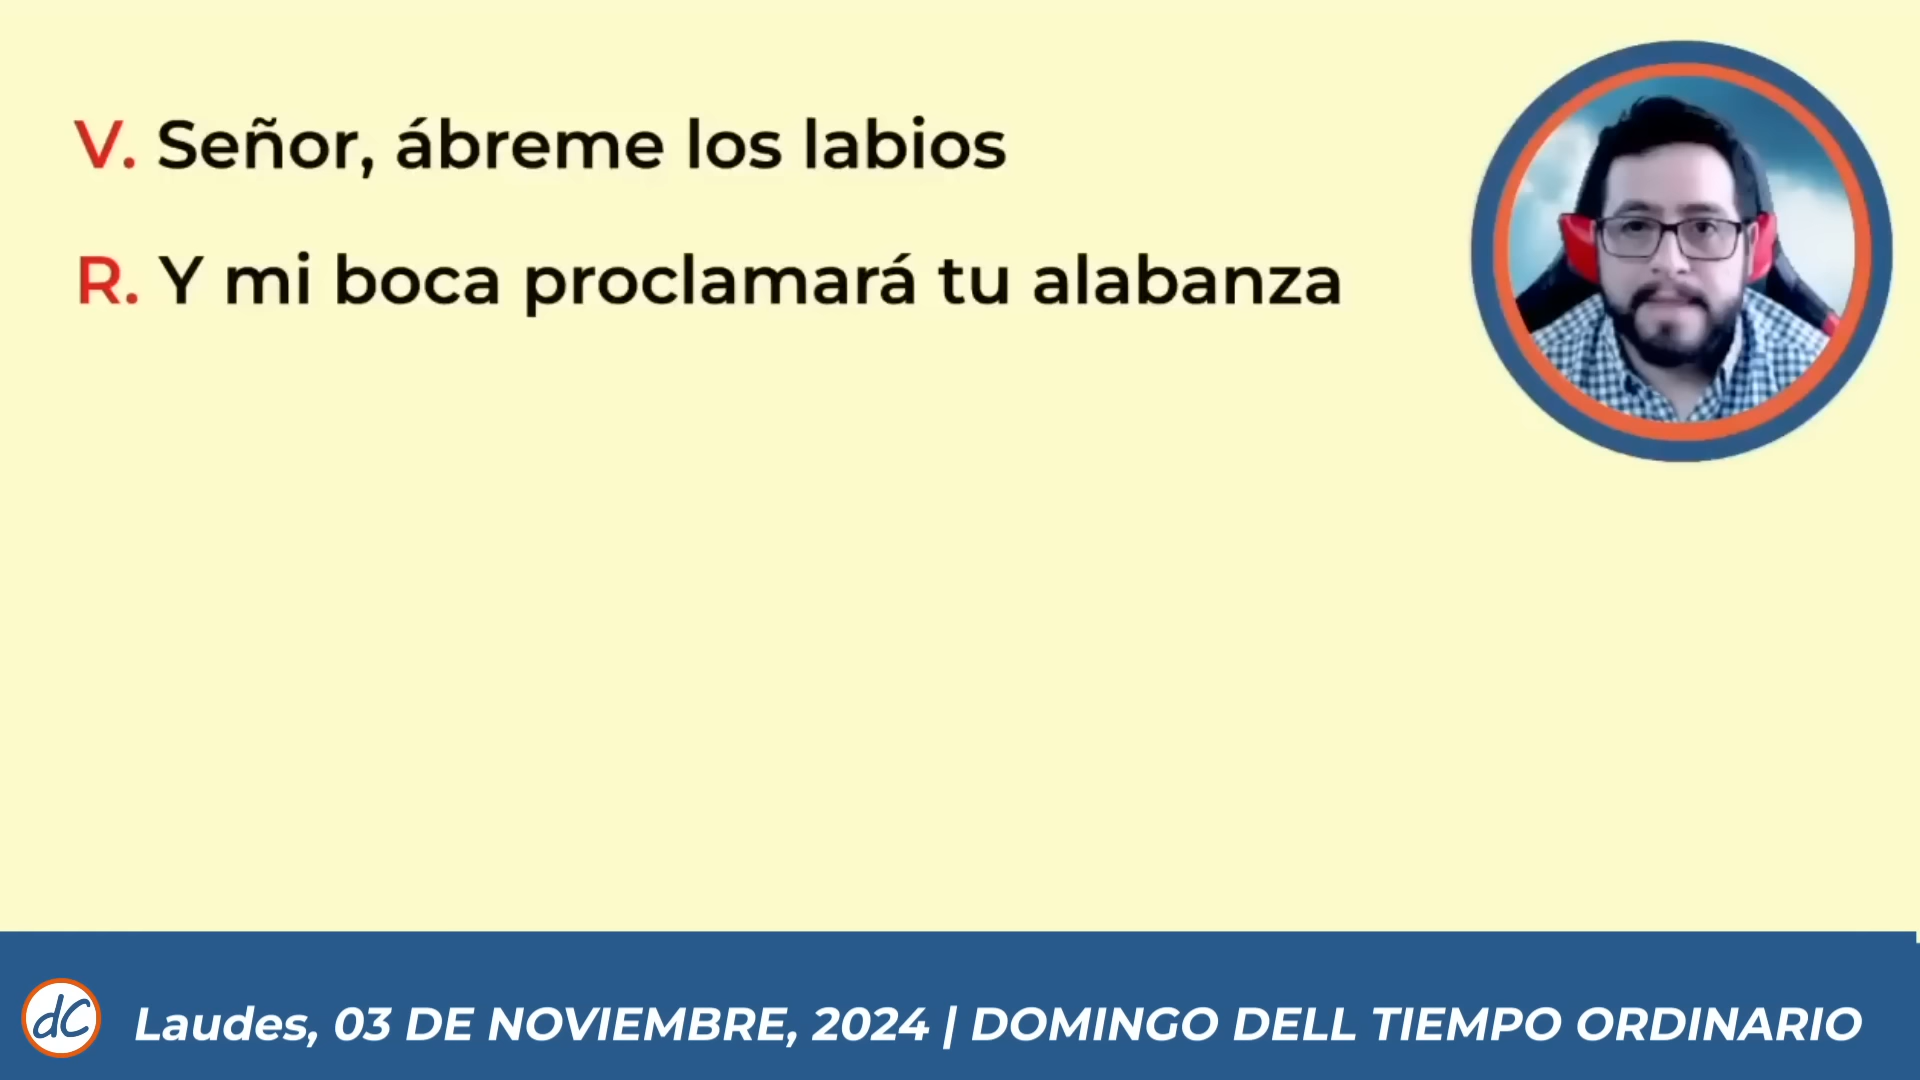 V. Señor, ábreme los labios
R. Y mi boca proclamará tu alabanza
dC
Laudes, 03 DE NOVIEMBRE, 2024 | DOMINGO DELL TIEMPO ORDINARIO